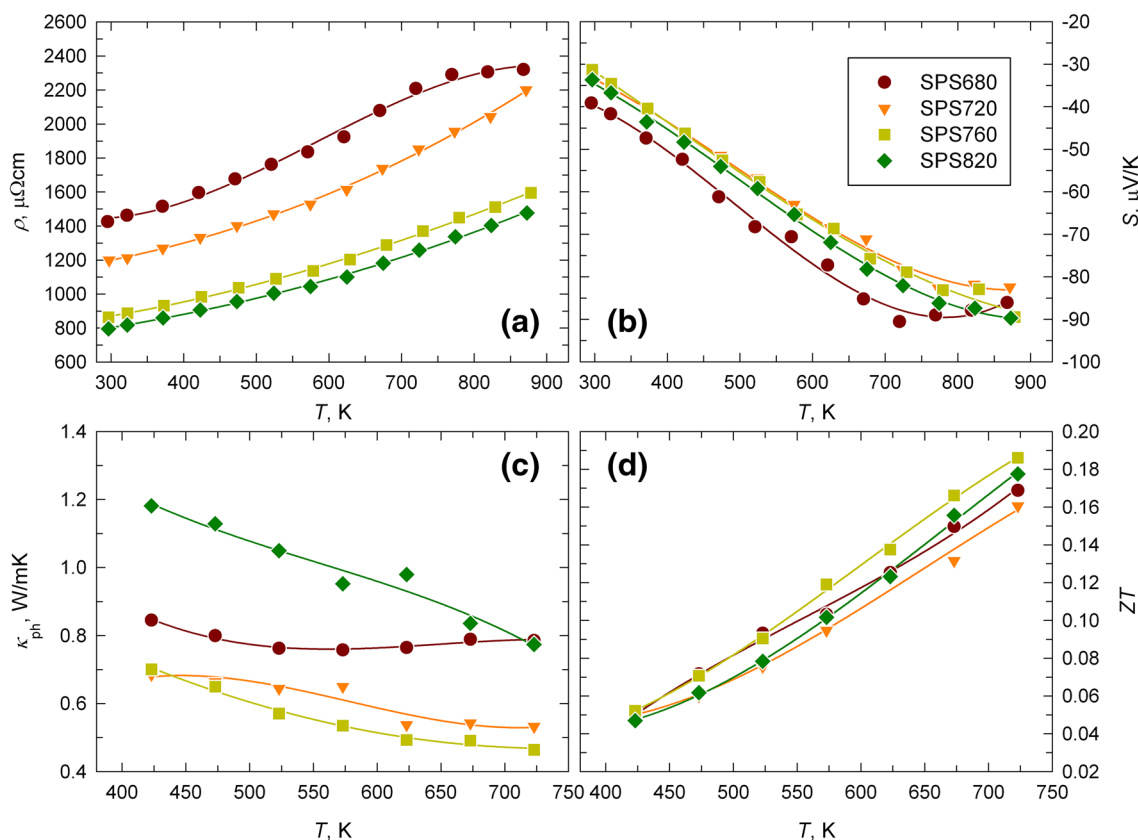 2600
2400
2200
2000
1800
1600
1400
1200
1000
800
600
ρ, μΩcm
(a)
300 400 500 600 700 800 900
T, K
-20
-30
-40
-50
-60
-70
-80
-90
-100
S, μV/K
SPS680
SPS720
SPS760
SPS820
(b)
300 400 500 600 700 800 900
T, K
1.4
1.2
1.0
0.8
0.6
0.4
κph, W/mK
(c)
400 450 500 550 600 650 700 750
T, K
0.20
0.18
0.16
0.14
0.12
0.10
0.08
0.06
0.04
0.02
ZT
(d)
400 450 500 550 600 650 700 750
T, K